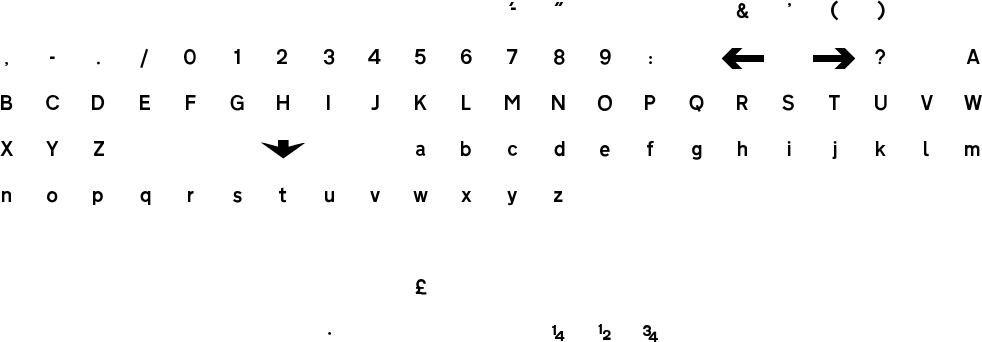 ″ & ' ( )
, - . / 0 1 2 3 4 5 6 7 8 9 : ← → ? A
B C D E F G H I J K L M N O P Q R S T U V W
X Y Z ↓ a b c d e f g h i j k l m
n o p q r s t u v w x y z
£
. ¼ ½ ¾